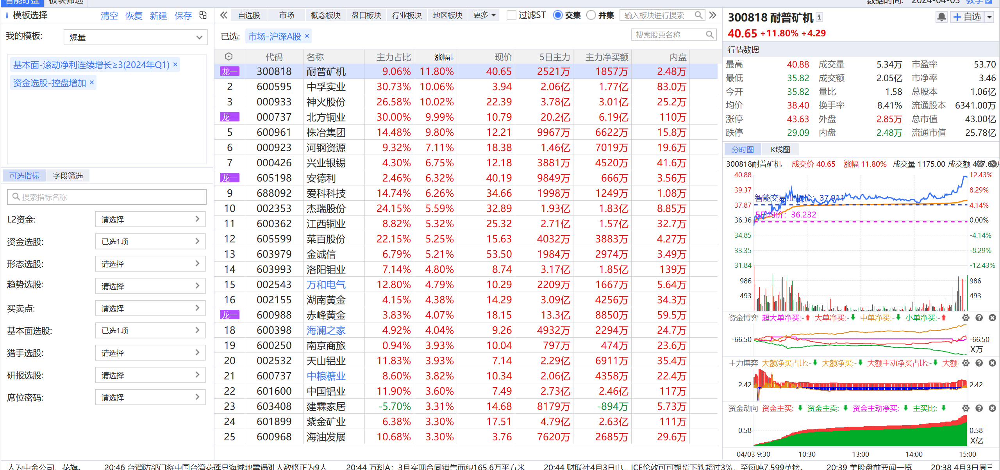 智能盯盘 板块筛选
数据时间: 2024-04-03 教学
模板选择 清空 恢复 新建 保存
我的模板: 爆量
基本面-滚动净利连续增长≥3(2024年Q1) ×
资金选股-控盘增加 ×
可选指标 字段筛选
搜索指标名称
L2资金: 请选择
资金选股: 已选1项
形态选股: 请选择
趋势选股: 请选择
买卖点: 请选择
基本面选股: 已选1项
猎手选股: 请选择
研报选股: 请选择
席位密码: 请选择
自选股 市场 概念板块 盘口板块 行业板块 地区板块 更多 过滤ST 交集 并集 输入板块进行搜索
已选: 市场-沪深A股 × 搜索股票名称
代码 名称 主力占比 涨幅↓ 现价 5日主力 主力净买额 内盘
龙一 300818 耐普矿机 9.06% 11.80% 40.65 2521万 1857万 2.48万
2 600595 中孚实业 30.73% 10.06% 3.94 2.06亿 1.77亿 83.0万
3 000933 神火股份 26.58% 10.02% 22.39 3.78亿 3.01亿 25.2万
龙一 000737 北方铜业 30.00% 9.99% 10.79 20.2亿 6.19亿 110万
5 600961 株冶集团 14.48% 9.80% 12.21 9967万 6622万 15.8万
6 000923 河钢资源 9.32% 7.11% 18.38 1.46亿 7019万 19.6万
7 000426 兴业银锡 4.30% 6.75% 12.18 3881万 4520万 41.6万
龙一 605198 安德利 2.46% 6.32% 40.19 9849万 666万 3.56万
9 688092 爱科科技 14.74% 6.26% 34.66 1998万 1249万 1.08万
10 002353 杰瑞股份 24.15% 5.59% 32.89 1.93亿 1.83亿 8.85万
11 600362 江西铜业 8.82% 5.32% 25.32 2.71亿 1.57亿 32.7万
12 605599 菜百股份 22.15% 5.25% 15.63 4032万 3883万 4.27万
13 603979 金诚信 6.79% 5.21% 53.50 1984万 2974万 3.49万
14 603993 洛阳钼业 7.14% 4.80% 8.74 3.17亿 1.85亿 139万
15 002543 万和电气 12.80% 4.79% 10.29 2209万 1667万 5.64万
16 002155 湖南黄金 4.15% 4.38% 14.29 3.09亿 4256万 34.3万
龙一 600988 赤峰黄金 3.83% 4.07% 18.15 13.3亿 8850万 59.5万
18 600398 海澜之家 4.92% 4.04% 9.26 4932万 2294万 24.7万
19 600250 南京商旅 0.94% 3.93% 10.04 797万 474万 23.6万
20 002532 天山铝业 11.83% 3.93% 7.14 2.29亿 6911万 35.4万
21 600737 中粮糖业 8.60% 3.82% 10.34 2.06亿 4358万 22.4万
22 601600 中国铝业 11.90% 3.60% 7.49 2.73亿 2.46亿 117万
23 603408 建霖家居 -5.70% 3.31% 14.68 8179万 -894万 5.73万
24 601899 紫金矿业 6.38% 3.30% 17.51 4.79亿 2.63亿 111万
25 600968 海油发展 10.68% 3.30% 3.76 7620万 2685万 29.6万
300818 耐普矿机 自选
40.65 +11.80% +4.29
行情数据
最高 40.88 成交量 5.34万 市盈率 53.70
最低 35.82 成交额 2.05亿 市净率 3.46
今开 35.82 量比 1.58 总股本 1.06亿
均价 38.40 换手率 8.41% 流通股本 6341.00万
涨停 43.63 外盘 2.85万 总市值 43.00亿
跌停 29.09 内盘 2.48万 流通市值 25.78亿
分时图 K线图
300818耐普矿机 成交价 40.65 涨幅 11.80% 成交量 1175.00 成交额
40.88 12.43%
39.37 8.29%
智能交易止损价: 37.911
37.87 4.14%
5日均价: 36.232
36.36 0.00%
34.85 -4.14%
33.35 -8.29%
31.84 -12.43%
986 986
493 493
资金博弈 超大单净买:- 大单净买:- 中单净买:- 小单净买:-
-66.50 -66.50
X万
主力博弈 大额净买占比:- 大额净买:- 大额主动净买占比:- 大额
2.42 2.42
资金动向 资金主买:- 资金主卖:- 资金主动净买:- 主买比:-
0.58 0.58
X亿
04/03 9:30 10:30 13:00 14:00 15:00
人为中金公司、花旗。 20:46 台消防部门将中国台湾花莲县海域地震遇难人数修正为9人 20:44 万科A：3月实现合同销售面积165.6万平方米 20:44 财联社4月3日电，ICE伦敦可可期货下跌超过3%，至每吨7,599英镑。 20:39 美股盘前要闻一览 20:38 4月3日周三